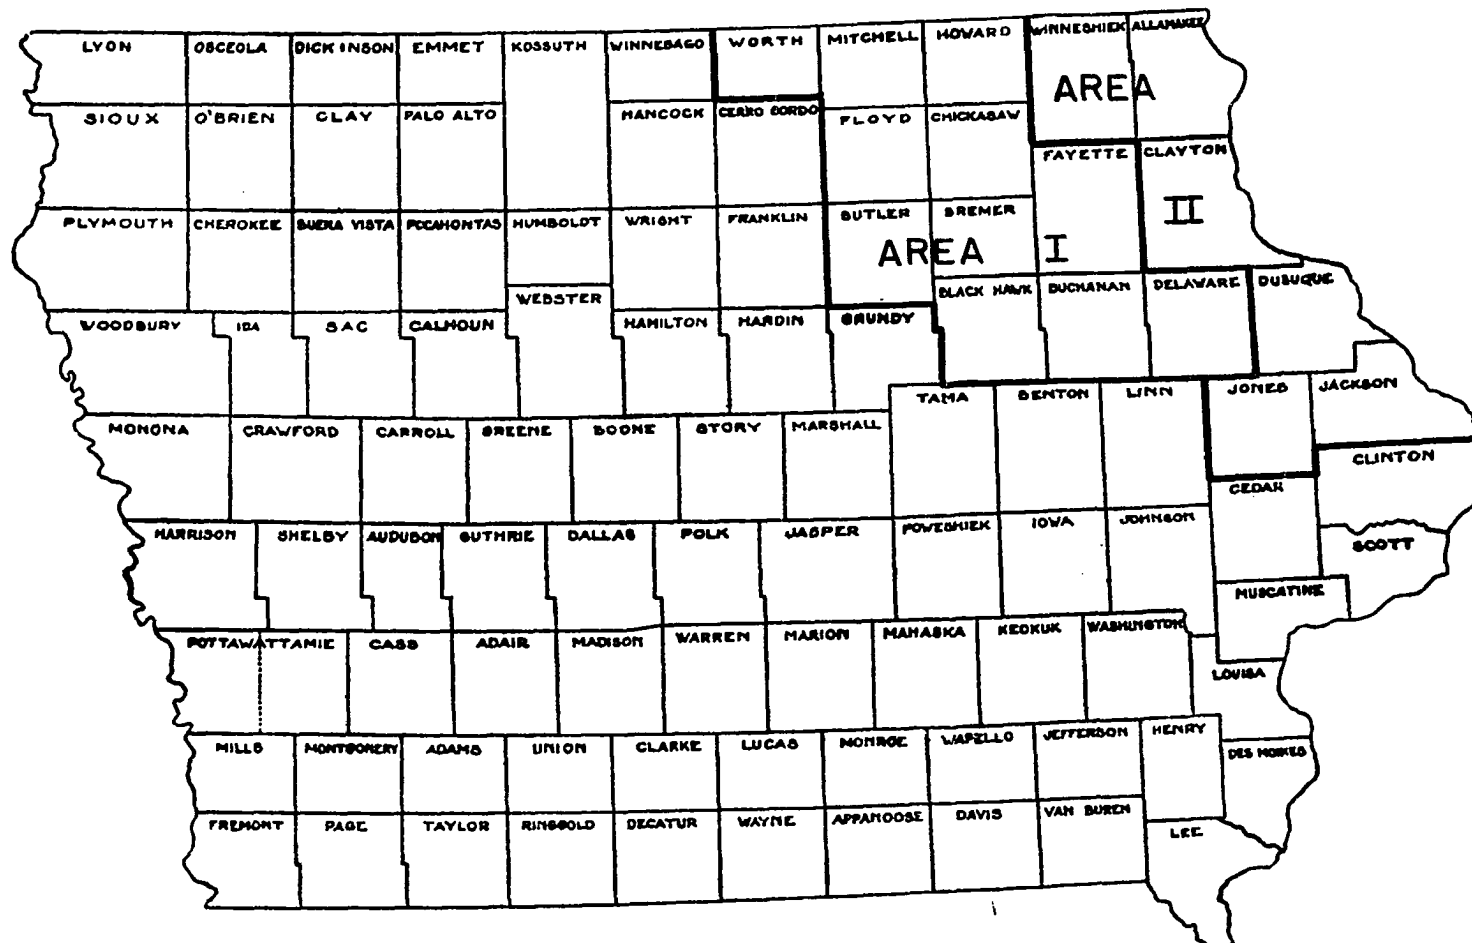 LYON OSCEOLA DICKINSON EMMET KOSSUTH WINNEBAGO WORTH MITCHELL HOWARD WINNESHIEK ALLAMAKEE
AREA
SIOUX O'BRIEN CLAY PALO ALTO HANCOCK CERRO GORDO FLOYD CHICKASAW
FAYETTE CLAYTON
II
PLYMOUTH CHEROKEE BUENA VISTA POCAHONTAS HUMBOLDT WRIGHT FRANKLIN BUTLER BREMER
AREA I
WEBSTER BLACK HAWK BUCHANAN DELAWARE DUBUQUE
WOODBURY IDA SAC CALHOUN HAMILTON HARDIN GRUNDY
TAMA BENTON LINN JONES JACKSON
MONONA CRAWFORD CARROLL GREENE BOONE STORY MARSHALL
CLINTON
CEDAR
HARRISON SHELBY AUDUBON GUTHRIE DALLAS POLK JASPER POWESHIEK IOWA JOHNSON
SCOTT
MUSCATINE
POTTAWATTAMIE CASS ADAIR MADISON WARREN MARION MAHASKA KEOKUK WASHINGTON
LOUISA
MILLS MONTGOMERY ADAMS UNION CLARKE LUCAS MONROE WAPELLO JEFFERSON HENRY
DES MOINES
FREMONT PAGE TAYLOR RINGGOLD DECATUR WAYNE APPANOOSE DAVIS VAN BUREN
LEE